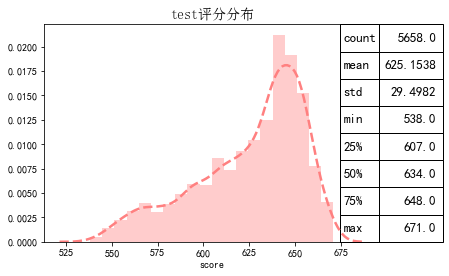 test评分分布
0.0200
0.0175
0.0150
0.0125
0.0100
0.0075
0.0050
0.0025
0.0000
525 550 575 600 625 650 675
score
count 5658.0
mean 625.1538
std 29.4982
min 538.0
25% 607.0
50% 634.0
75% 648.0
max 671.0